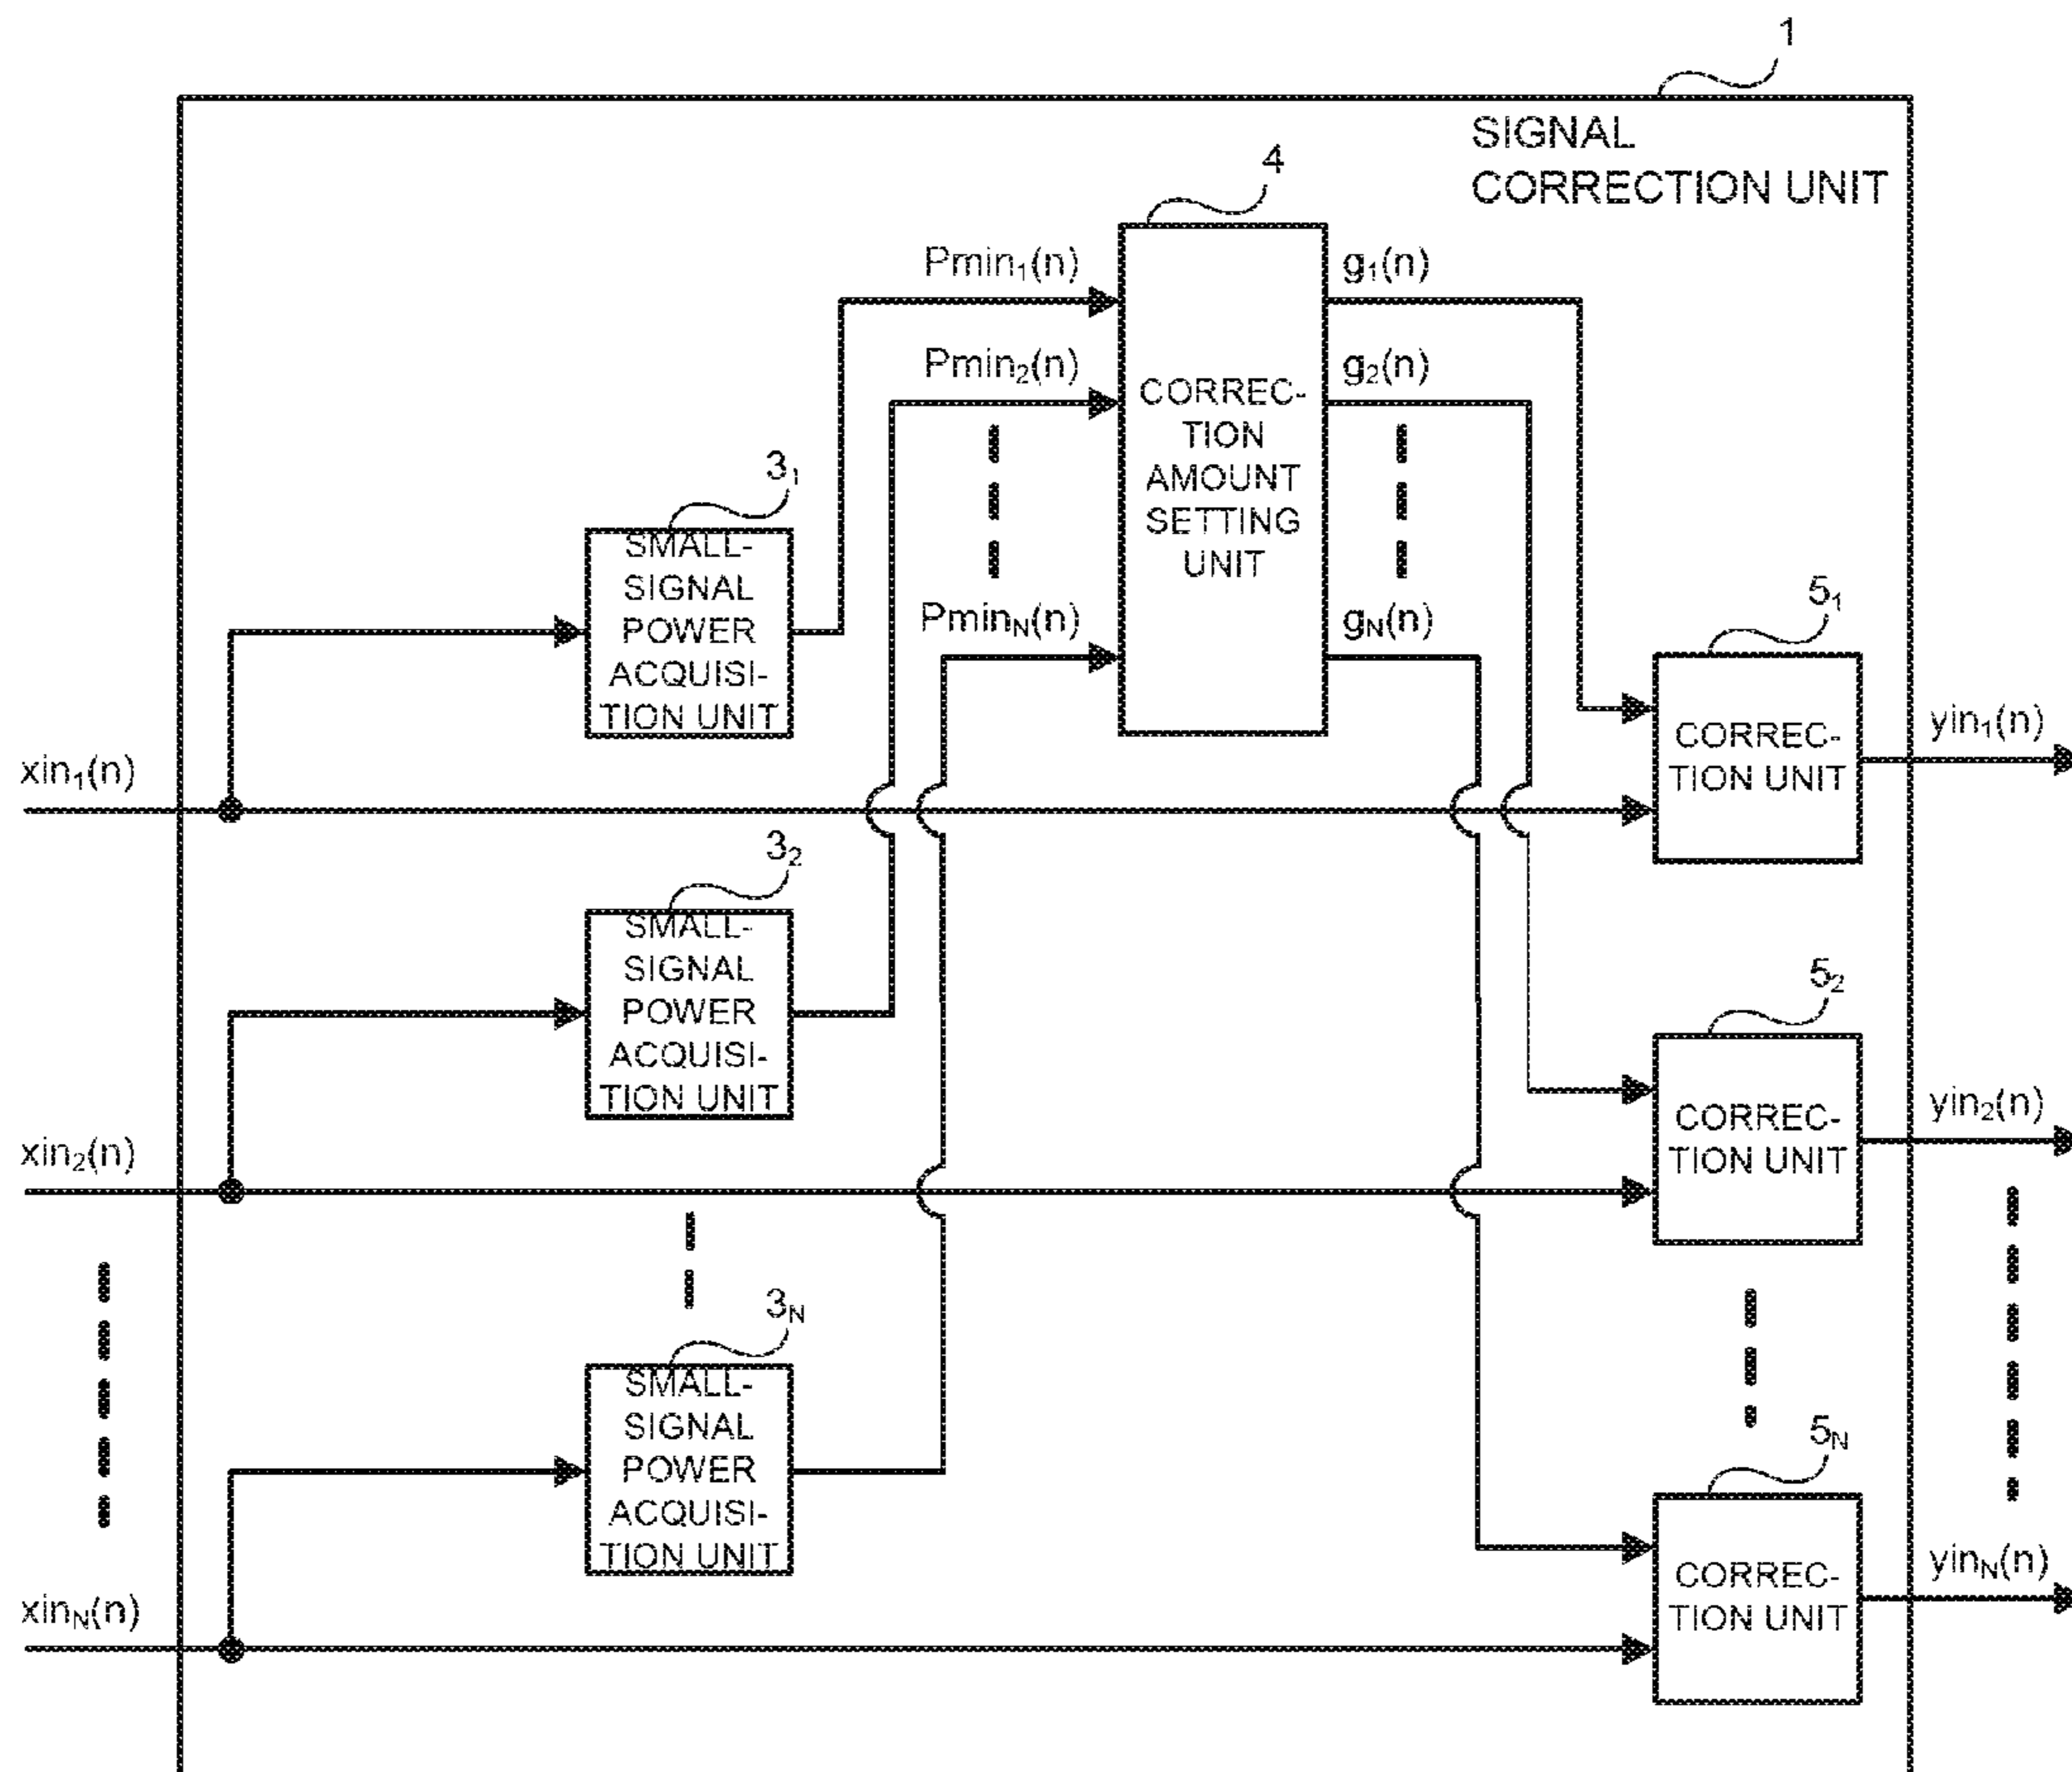 1
SIGNAL
CORRECTION UNIT
4
Pmin₁(n)
g₁(n)
Pmin₂(n)
g₂(n)
CORREC-
TION
AMOUNT
SETTING
UNIT
3₁
SMALL-
SIGNAL
POWER
ACQUISI-
TION UNIT
PminN(n)
gN(n)
5₁
CORREC-
TION UNIT
xin₁(n)
yin₁(n)
3₂
SMALL-
SIGNAL
POWER
ACQUISI-
TION UNIT
5₂
CORREC-
TION UNIT
xin₂(n)
yin₂(n)
3N
SMALL-
SIGNAL
POWER
ACQUISI-
TION UNIT
5N
CORREC-
TION UNIT
xinN(n)
yinN(n)